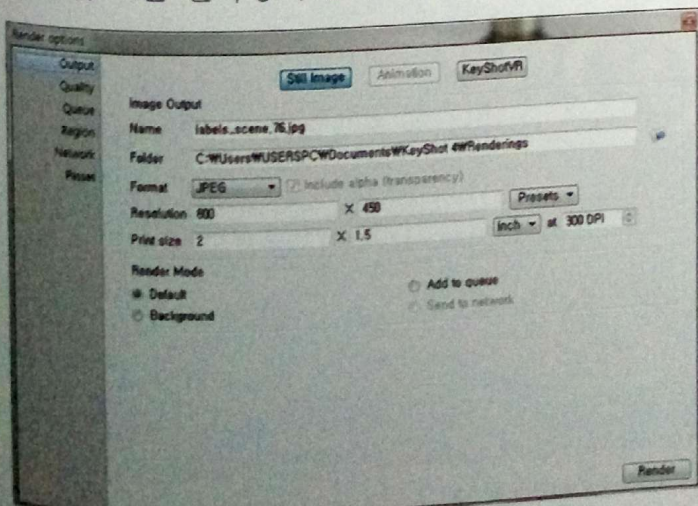 Render options
Output
Quality
Queue
Region
Network
Passes
Still Image Animation KeyShotVR
Image Output
Name labels_scene.76.jpg
Folder C:₩Users₩USERSPC₩Documents₩KeyShot 4₩Renderings
Format JPEG Include alpha (transparency)
Resolution 800 X 450 Presets
Print size 2 X 1.5 Inch at 300 DPI
Render Mode
Default Add to queue
Background Send to network
Render